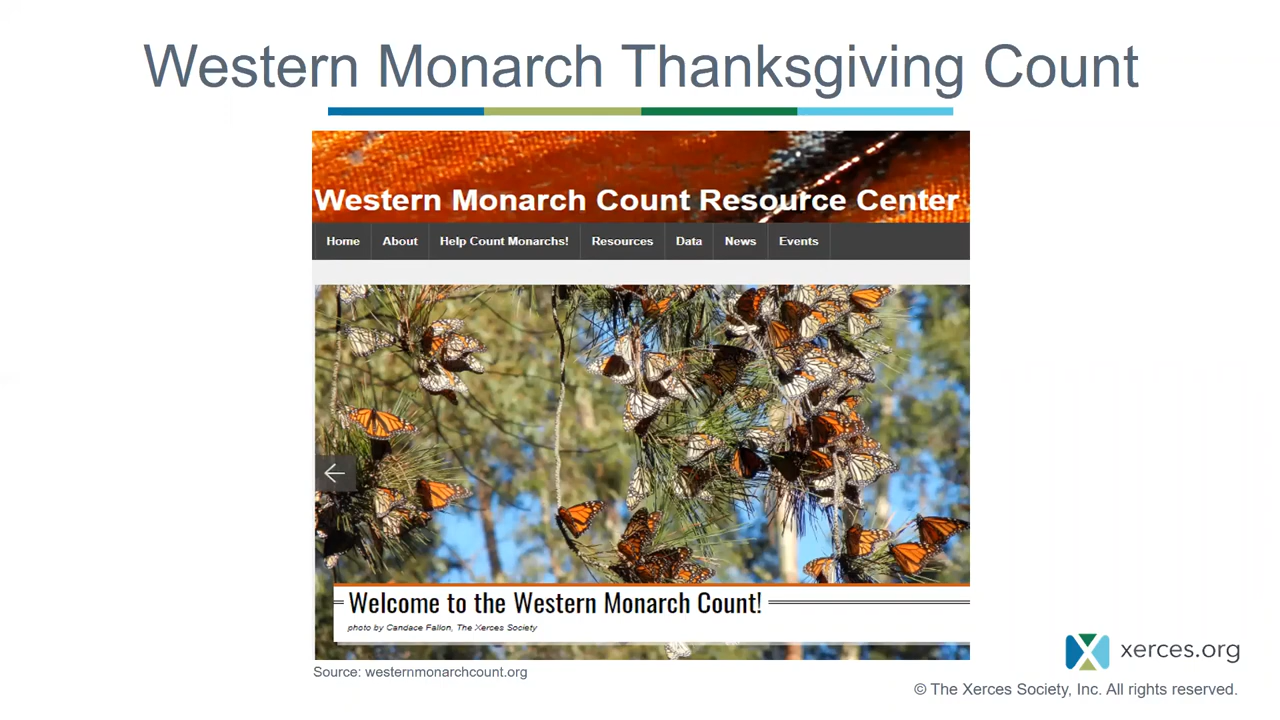 Western Monarch Thanksgiving Count
Western Monarch Count Resource Center
Home About Help Count Monarchs! Resources Data News Events
Welcome to the Western Monarch Count!
photo by Candace Fallon, The Xerces Society
Source: westernmonarchcount.org
xerces.org
© The Xerces Society, Inc. All rights reserved.